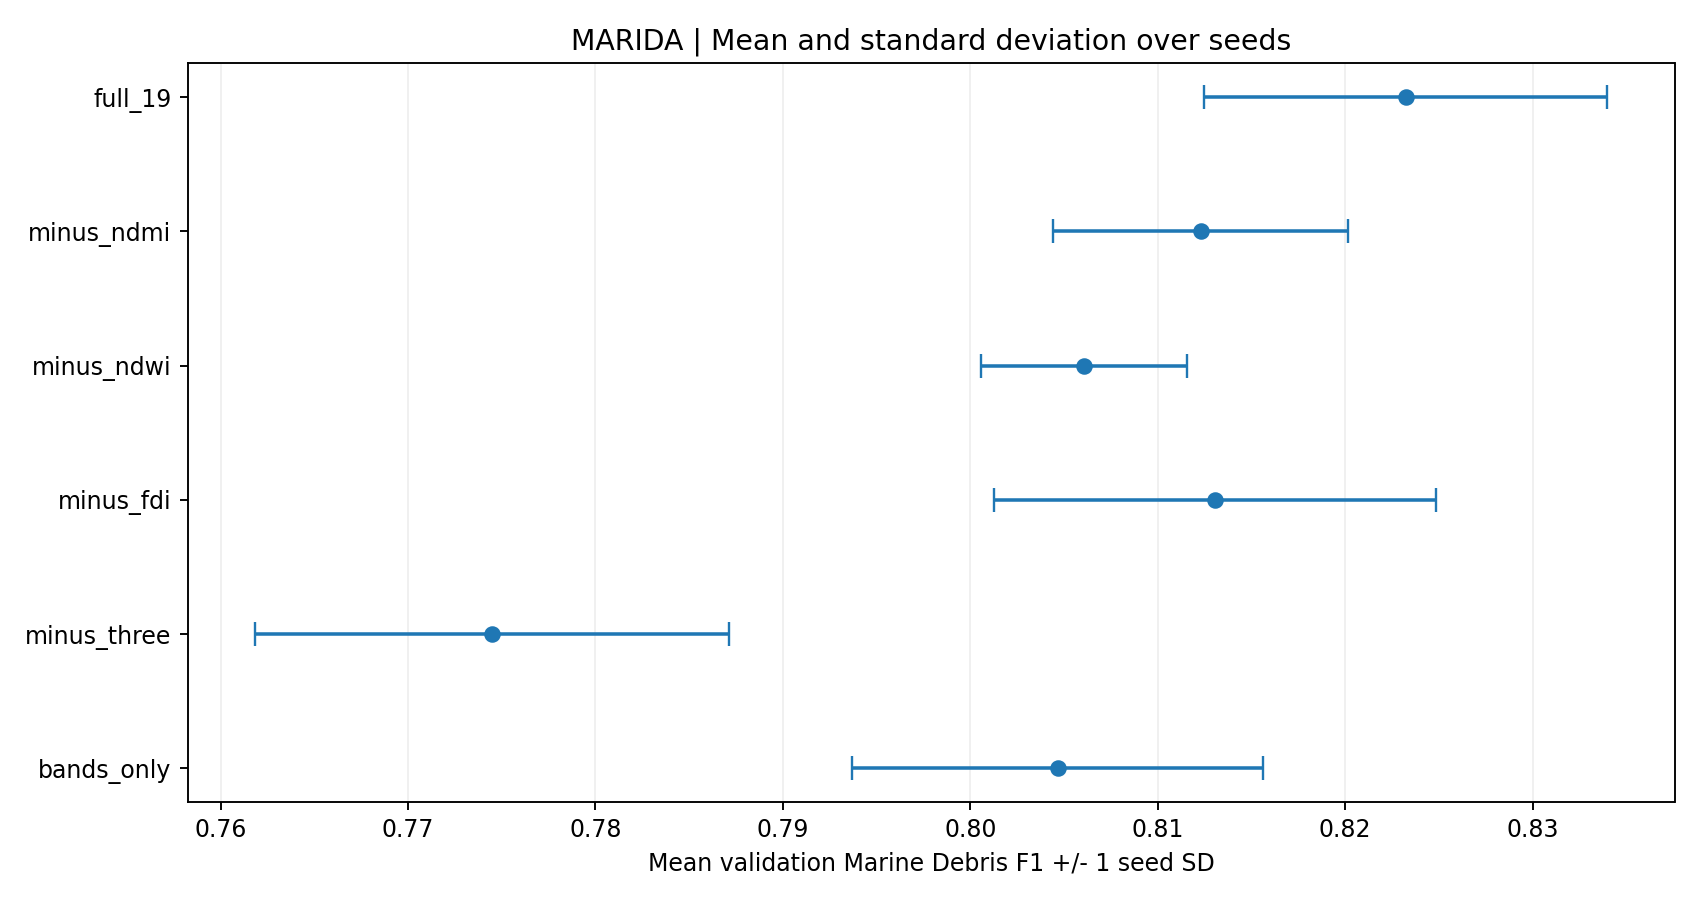 MARIDA | Mean and standard deviation over seeds
full_19
minus_ndmi
minus_ndwi
minus_fdi
minus_three
bands_only
0.76 0.77 0.78 0.79 0.80 0.81 0.82 0.83
Mean validation Marine Debris F1 +/- 1 seed SD